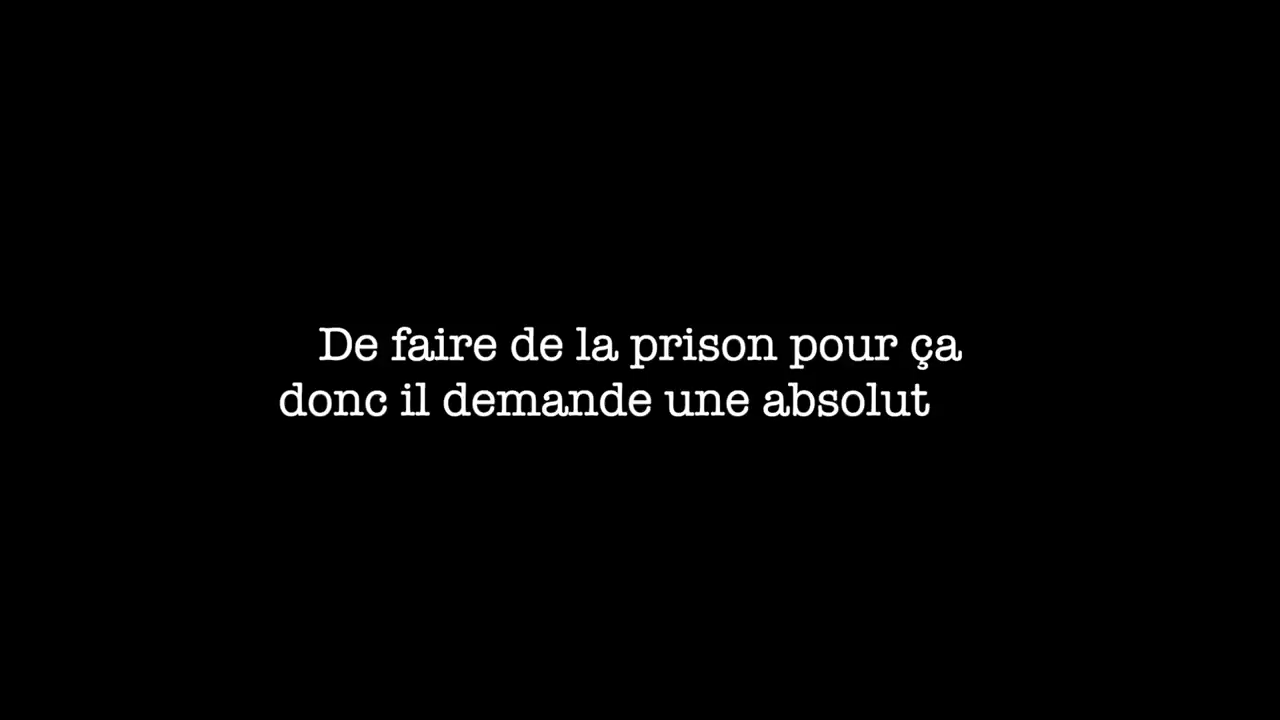 De faire de la prison pour ça
donc il demande une absolut